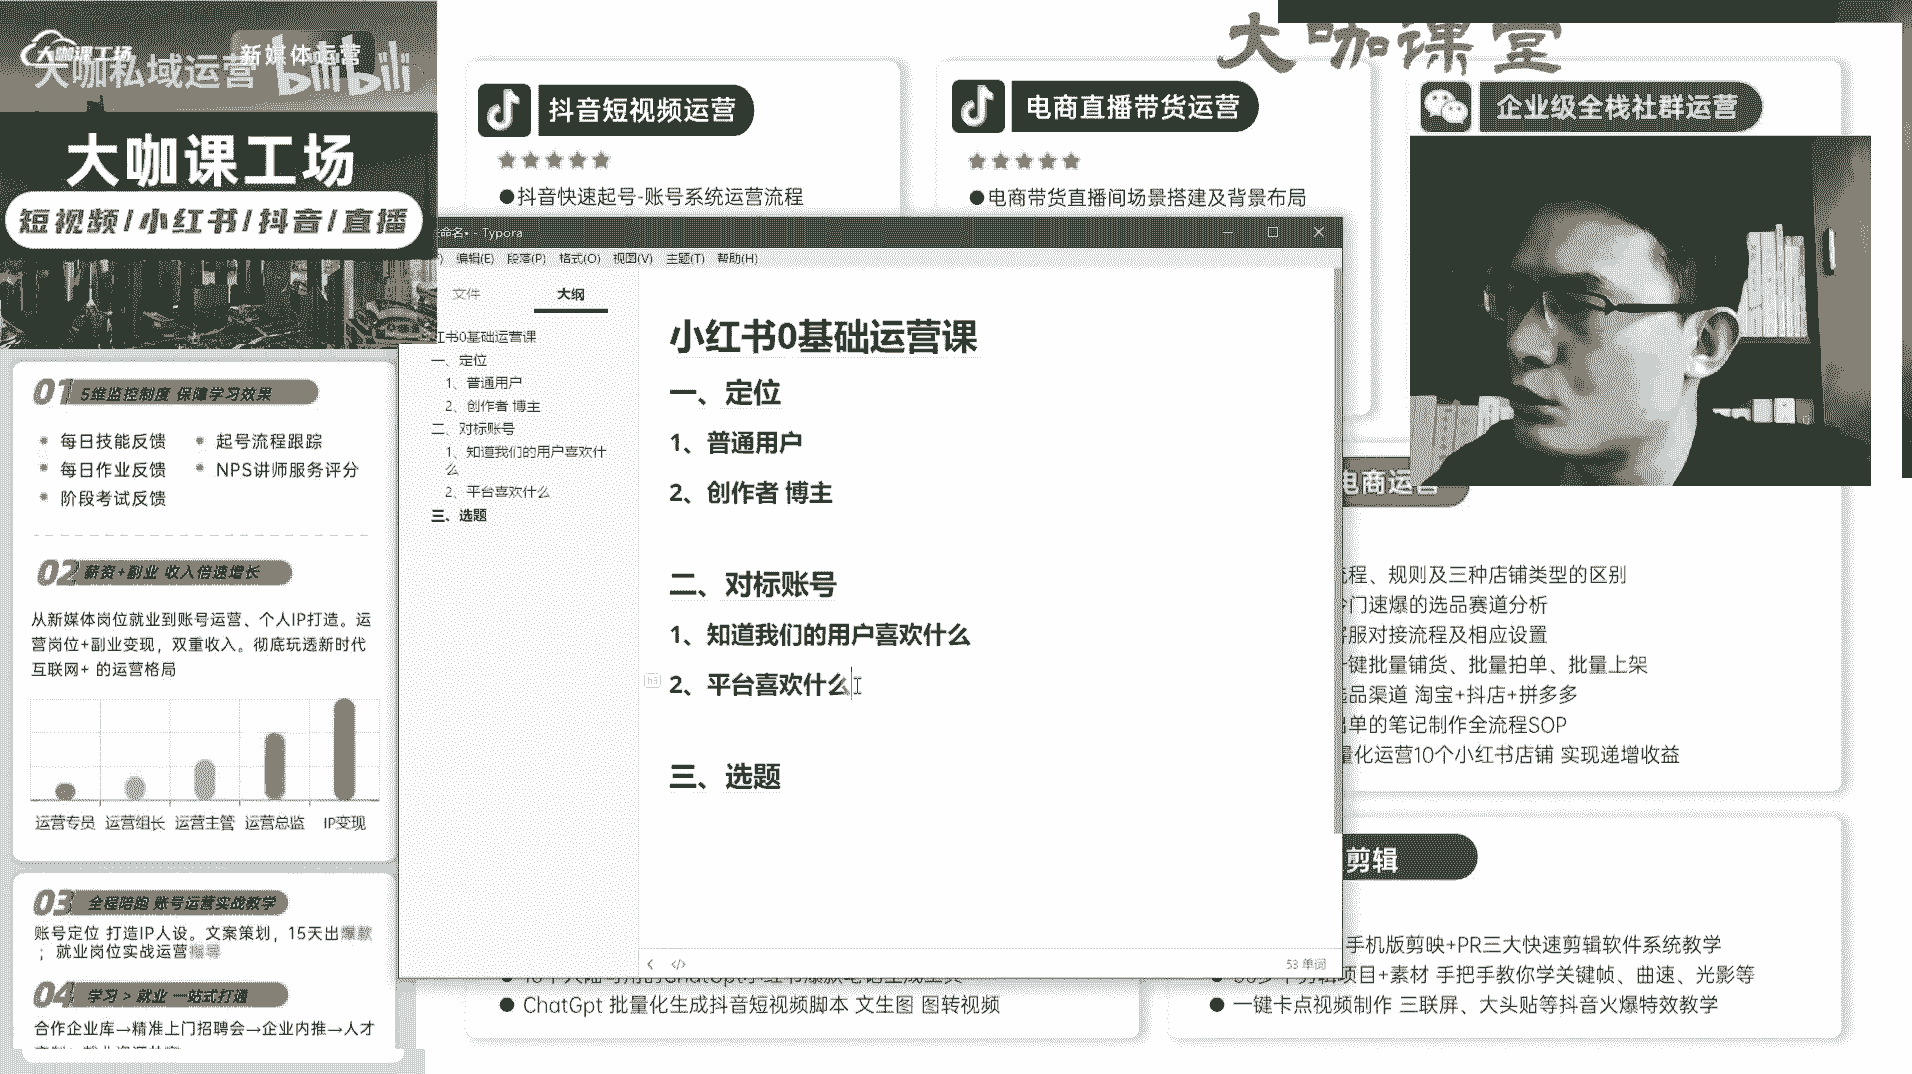 大咖课工场
大咖私域运营
新媒体运营
bilibili
大咖课工场
短视频/小红书/抖音/直播
01 5维监控制度 保障学习效果
每日技能反馈
起号流程跟踪
每日作业反馈
NPS讲师服务评分
阶段考试反馈
02 薪资+副业 收入倍速增长
从新媒体岗位就业到账号运营、个人IP打造。运
营岗位+副业变现，双重收入。彻底玩透新时代
互联网+ 的运营格局
运营专员 运营组长 运营主管 运营总监 IP变现
03 全程陪跑 账号运营实战教学
账号定位 打造IP人设。文案策划，15天出爆款
；就业岗位实战运营指导
04 学习 > 就业 一站式打通
合作企业库→精准上门招聘会→企业内推→人才
大咖课堂
抖音短视频运营
●抖音快速起号-账号系统运营流程
电商直播带货运营
●电商带货直播间场景搭建及背景布局
企业级全栈社群运营
命名• - Typora
编辑(E) 段落(P) 格式(O) 视图(V) 主题(T) 帮助(H)
文件 大纲
红书0基础运营课
一、定位
1、普通用户
2、创作者 博主
二、对标账号
1、知道我们的用户喜欢什
么
2、平台喜欢什么
三、选题
小红书0基础运营课
一、定位
1、普通用户
2、创作者 博主
二、对标账号
1、知道我们的用户喜欢什么
h3
2、平台喜欢什么
三、选题
53 单词
电商运营
流程、规则及三种店铺类型的区别
冷门速爆的选品赛道分析
客服对接流程及相应设置
一键批量铺货、批量拍单、批量上架
选品渠道 淘宝+抖店+拼多多
出单的笔记制作全流程SOP
量化运营10个小红书店铺 实现递增收益
● ChatGpt 批量化生成抖音短视频脚本 文生图 图转视频
剪辑
手机版剪映+PR三大快速剪辑软件系统教学
项目+素材 手把手教你学关键帧、曲速、光影等
● 一键卡点视频制作 三联屏、大头贴等抖音火爆特效教学